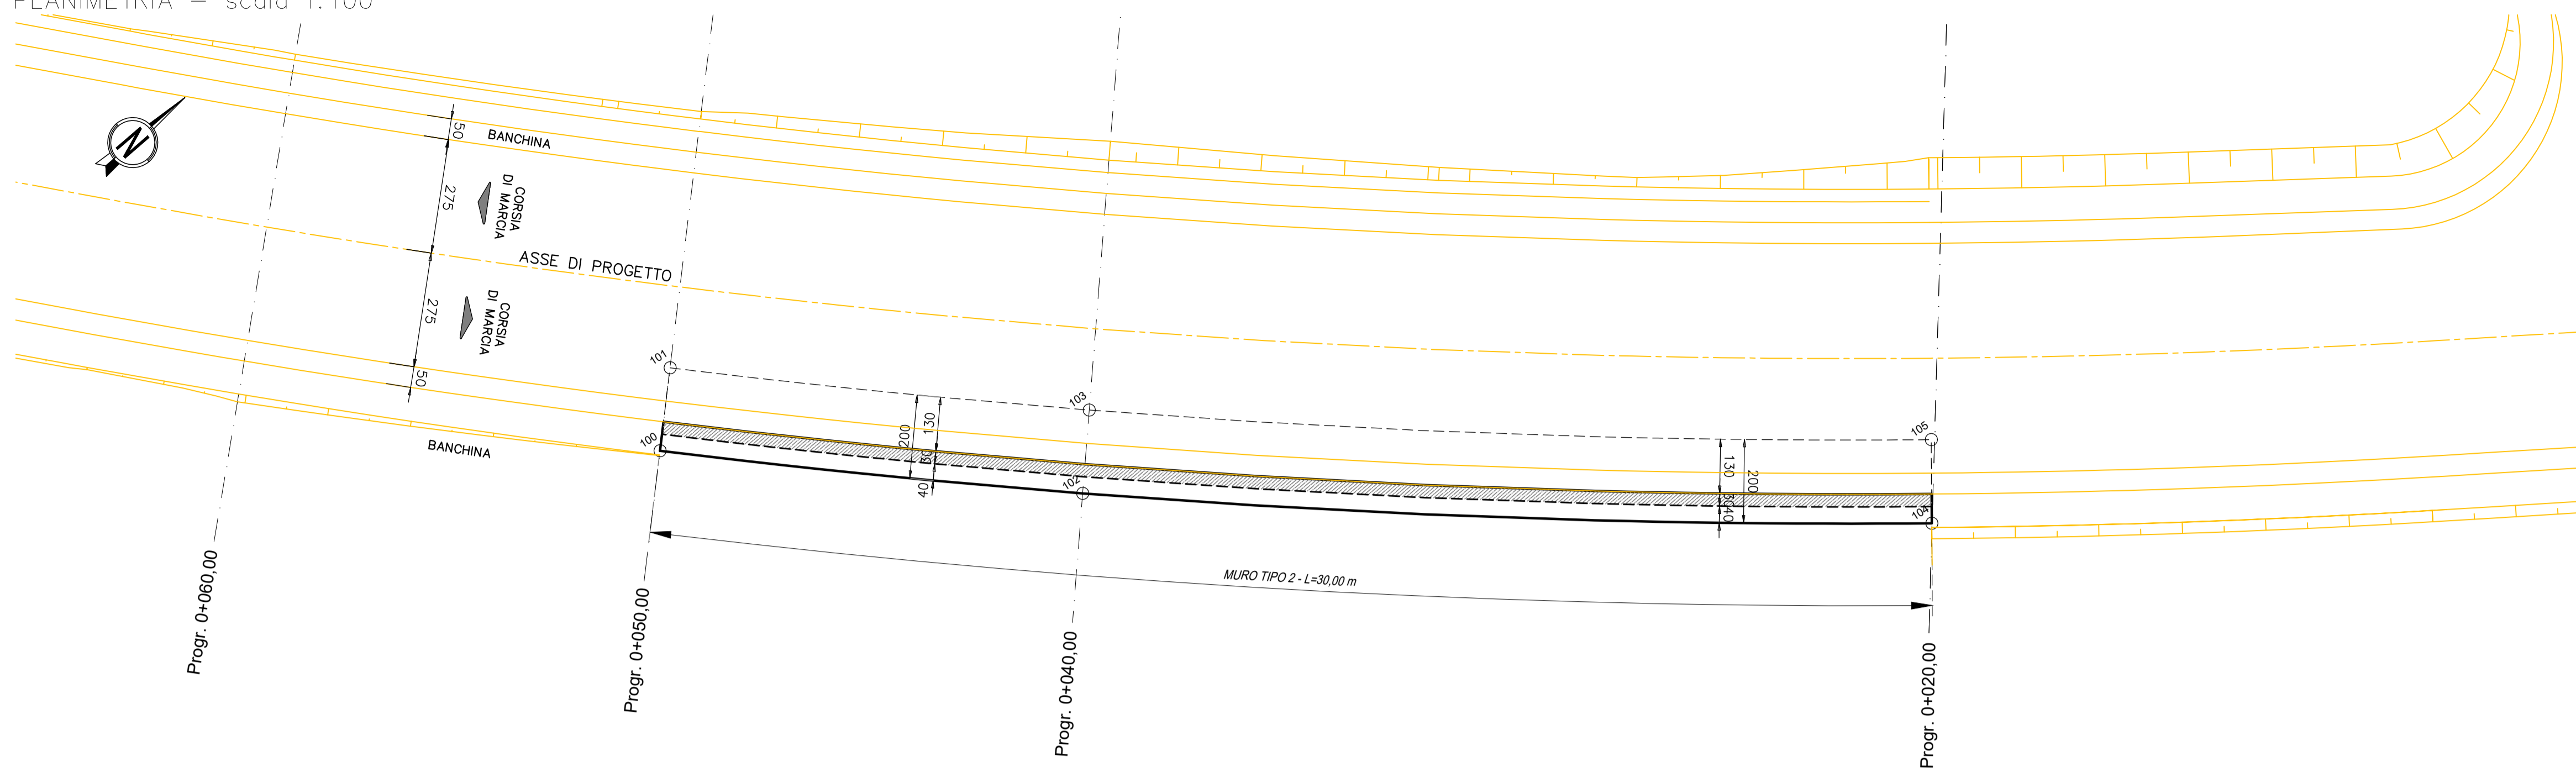 PLANIMETRIA – scala 1:100
N
50
BANCHINA
275
CORSIA
DI MARCIA
ASSE DI PROGETTO
275
CORSIA
DI MARCIA
50
BANCHINA
101
100
103
102
105
104
200
130
30
40
130
200
30
40
MURO TIPO 2 - L=30,00 m
Progr. 0+060,00
Progr. 0+050,00
Progr. 0+040,00
Progr. 0+020,00